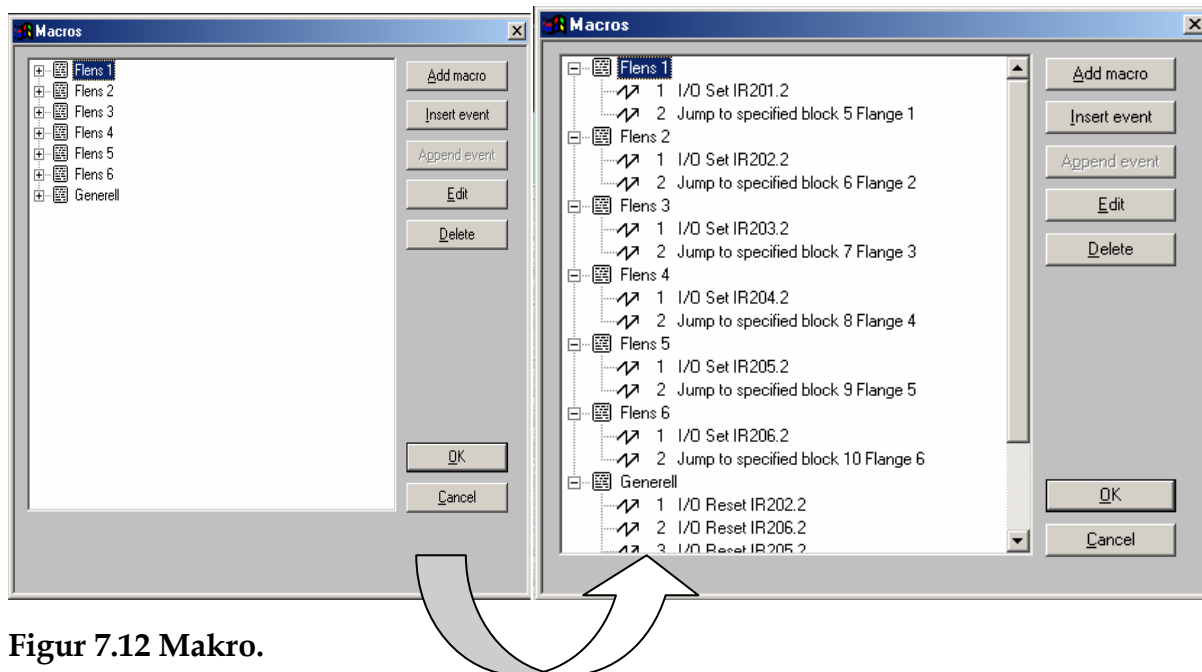 Macros
Flens 1
Flens 2
Flens 3
Flens 4
Flens 5
Flens 6
Generell
Add macro
Insert event
Append event
Edit
Delete
OK
Cancel
Macros
Flens 1
1 I/O Set IR201.2
2 Jump to specified block 5 Flange 1
Flens 2
1 I/O Set IR202.2
2 Jump to specified block 6 Flange 2
Flens 3
1 I/O Set IR203.2
2 Jump to specified block 7 Flange 3
Flens 4
1 I/O Set IR204.2
2 Jump to specified block 8 Flange 4
Flens 5
1 I/O Set IR205.2
2 Jump to specified block 9 Flange 5
Flens 6
1 I/O Set IR206.2
2 Jump to specified block 10 Flange 6
Generell
1 I/O Reset IR202.2
2 I/O Reset IR206.2
3 I/O Reset IR205.2
Add macro
Insert event
Append event
Edit
Delete
OK
Cancel
Figur 7.12 Makro.